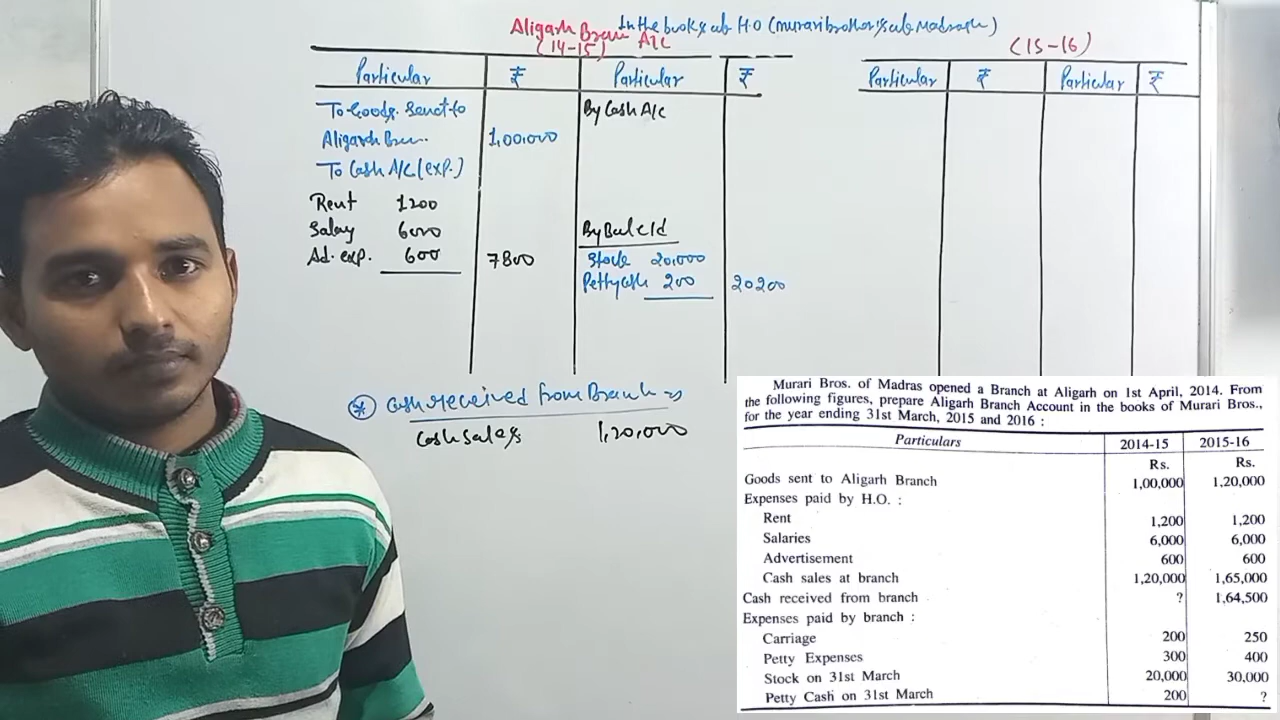 In the books of H.O (Murari brothers of Madrash)
Aligarh Bran A/C
(14-15)
(15-16)
Particular ₹ Particular ₹
Particular ₹ Particular ₹
To Goods. Senct to
By Cash A/C
Aligarh Bran. 1,00,000
To Cash A/C (exp.)
Rent 1200
Salary 6000
By Bal c/d
Ad. exp. 600 7800
Stock 20,000
Petty cash 200 20200
* Cash received from Branch =>
Cash Sales 1,20,000
Murari Bros. of Madras opened a Branch at Aligarh on 1st April, 2014. From
the following figures, prepare Aligarh Branch Account in the books of Murari Bros.,
for the year ending 31st March, 2015 and 2016 :
Particulars 2014-15 2015-16
Rs. Rs.
Goods sent to Aligarh Branch 1,00,000 1,20,000
Expenses paid by H.O. :
Rent 1,200 1,200
Salaries 6,000 6,000
Advertisement 600 600
Cash sales at branch 1,20,000 1,65,000
Cash received from branch ? 1,64,500
Expenses paid by branch :
Carriage 200 250
Petty Expenses 300 400
Stock on 31st March 20,000 30,000
Petty Cash on 31st March 200 ?